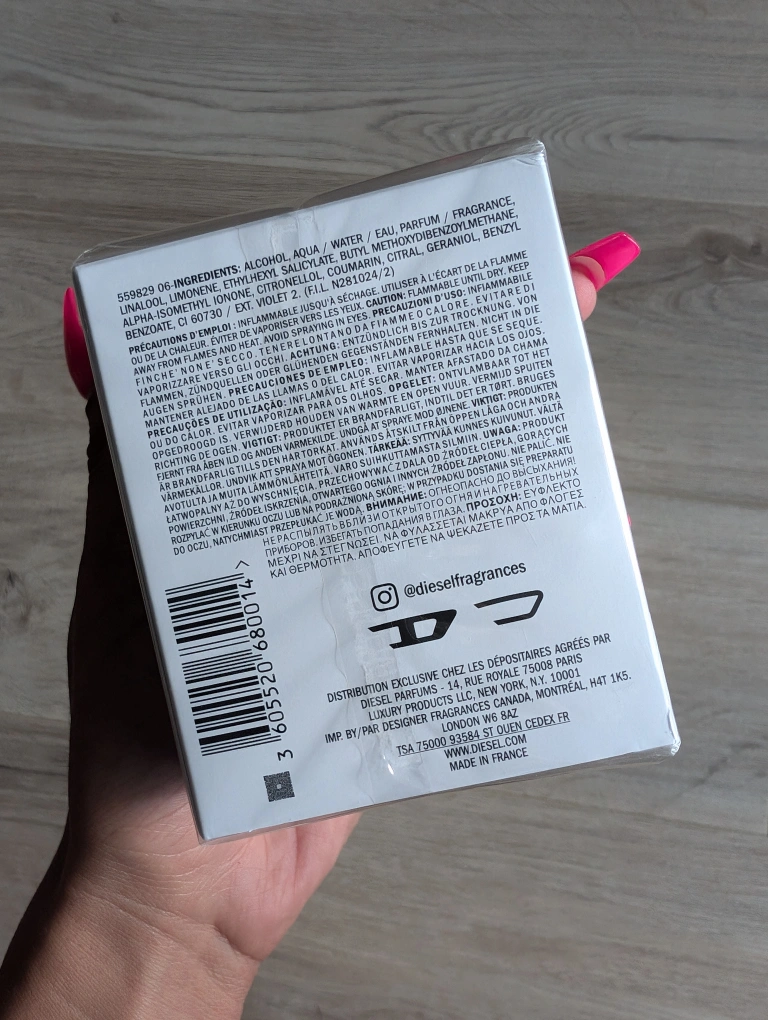 559829 06-INGREDIENTS: ALCOHOL, AQUA / WATER / EAU, PARFUM / FRAGRANCE,
LINALOOL, LIMONENE, ETHYLHEXYL SALICYLATE, BUTYL METHOXYDIBENZOYLMETHANE,
ALPHA-ISOMETHYL IONONE, CITRONELLOL, COUMARIN, CITRAL, GERANIOL, BENZYL
BENZOATE, CI 60730 / EXT. VIOLET 2. (F.I.L. N281024/2)
PRÉCAUTIONS D'EMPLOI : INFLAMMABLE JUSQU'À SÉCHAGE. UTILISER À L'ÉCART DE LA FLAMME
OU DE LA CHALEUR. ÉVITER DE VAPORISER VERS LES YEUX. CAUTION: FLAMMABLE UNTIL DRY. KEEP
AWAY FROM FLAMES AND HEAT. AVOID SPRAYING IN EYES. PRECAUZIONI D'USO: INFIAMMABILE
FINCHE' NON E' SECCO. TENERE LONTANO DA FIAMME O CALORE. EVITARE DI
VAPORIZZARE VERSO GLI OCCHI. ACHTUNG: ENTZÜNDLICH BIS ZUR TROCKNUNG. VON
FLAMMEN, ZÜNDQUELLEN ODER GLÜHENDEN GEGENSTÄNDEN FERNHALTEN. NICHT IN DIE
AUGEN SPRÜHEN. PRECAUCIONES DE EMPLEO: INFLAMABLE HASTA QUE SE SEQUE.
MANTENER ALEJADO DE LAS LLAMAS O DEL CALOR. EVITAR VAPORIZAR HACIA LOS OJOS.
PRECAUÇÕES DE UTILIZAÇÃO: INFLAMÁVEL ATÉ SECAR. MANTER AFASTADO DA CHAMA
OU DO CALOR. EVITAR VAPORIZAR PARA OS OLHOS. OPGELET: ONTVLAMBAAR TOT HET
OPGEDROOGD IS. VERWIJDERD HOUDEN VAN WARMTE EN OPEN VUUR. VERMIJD SPUITEN
RICHTING DE OGEN. VIGTIGT: PRODUKTET ER BRANDFARLIGT, INDTIL DET ER TØRT. BRUGES
FJERNT FRA ÅBEN ILD OG ANDEN VARMEKILDE. UNDGÅ AT SPRAYE MOD ØJNENE. VIKTIGT: PRODUKTEN
ÄR BRANDFARLIG TILLS DEN HAR TORKAT. ANVÄNDS ÅTSKILT FRÅN ÖPPEN LÅGA OCH ANDRA
VÄRMEKÄLLOR. UNDVIK ATT SPRAYA MOT ÖGONEN. TÄRKEÄÄ: SYTTYVÄÄ KUNNES KUIVUNUT. VÄLTÄ
AVOTULTA JA MUITA LÄMMÖNLÄHTEITÄ. VARO SUIHKUTTAMASTA SILMIIN. UWAGA: PRODUKT
ŁATWOPALNY AŻ DO WYSCHNIĘCIA. PRZECHOWYWAĆ Z DALA OD ŹRÓDEŁ CIEPŁA, GORĄCYCH
POWIERZCHNI, ŹRÓDEŁ ISKRZENIA, OTWARTEGO OGNIA I INNYCH ŹRÓDEŁ ZAPŁONU. NIE PALIĆ. NIE
ROZPYLAĆ W KIERUNKU OCZU LUB NA PODRAŻNIONĄ SKÓRĘ. W PRZYPADKU DOSTANIA SIĘ PREPARATU
DO OCZU, NATYCHMIAST PRZEPŁUKAĆ JE WODĄ. ВНИМАНИЕ: ОГНЕОПАСНО ДО ВЫСЫХАНИЯ!
НЕ РАСПЫЛЯТЬ ВБЛИЗИ ОТКРЫТОГО ОГНЯ И НАГРЕВАТЕЛЬНЫХ
ПРИБОРОВ. ИЗБЕГАТЬ ПОПАДАНИЯ В ГЛАЗА. ΠΡΟΣΟΧΗ: ΕΥΦΛΕΚΤΟ
ΜΕΧΡΙ ΝΑ ΣΤΕΓΝΩΣΕΙ. ΝΑ ΦΥΛΑΣΣΕΤΑΙ ΜΑΚΡΥΑ ΑΠΟ ΦΛΟΓΕΣ
ΚΑΙ ΘΕΡΜΟΤΗΤΑ. ΑΠΟΦΕΥΓΕΤΕ ΝΑ ΨΕΚΑΖΕΤΕ ΠΡΟΣ ΤΑ ΜΑΤΙΑ.
@dieselfragrances
D
3 605520 680014 >
DISTRIBUTION EXCLUSIVE CHEZ LES DÉPOSITAIRES AGRÉÉS PAR
DIESEL PARFUMS - 14, RUE ROYALE 75008 PARIS
LUXURY PRODUCTS LLC, NEW YORK, N.Y. 10001
IMP. BY/PAR DESIGNER FRAGRANCES CANADA, MONTRÉAL, H4T 1K5.
LONDON W6 8AZ
TSA 75000 93584 ST OUEN CEDEX FR
WWW.DIESEL.COM
MADE IN FRANCE